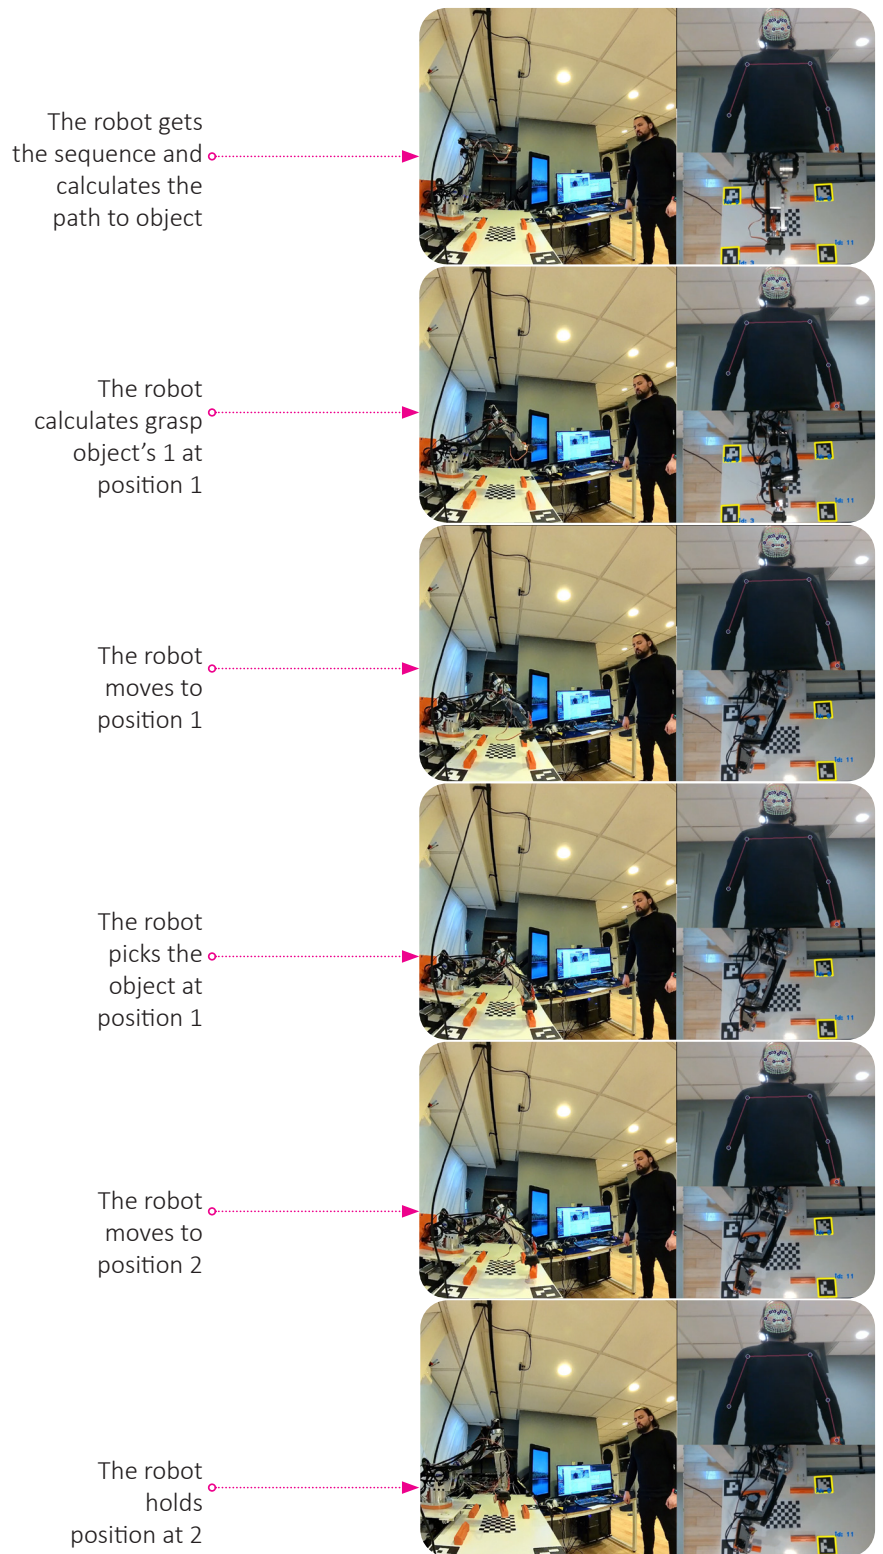 The robot gets
the sequence and
calculates the
path to object
The robot
calculates grasp
object's 1 at
position 1
The robot
moves to
position 1
The robot
picks the
object at
position 1
The robot
moves to
position 2
The robot
holds
position at 2